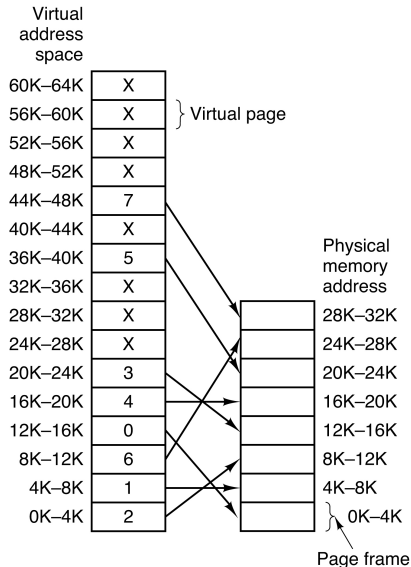 Virtual
address
space
60K–64K X
56K–60K X
Virtual page
52K–56K X
48K–52K X
44K–48K 7
40K–44K X
36K–40K 5
32K–36K X
28K–32K X
24K–28K X
20K–24K 3
16K–20K 4
12K–16K 0
8K–12K 6
4K–8K 1
0K–4K 2
Physical
memory
address
28K–32K
24K–28K
20K–24K
16K–20K
12K–16K
8K–12K
4K–8K
0K–4K
Page frame